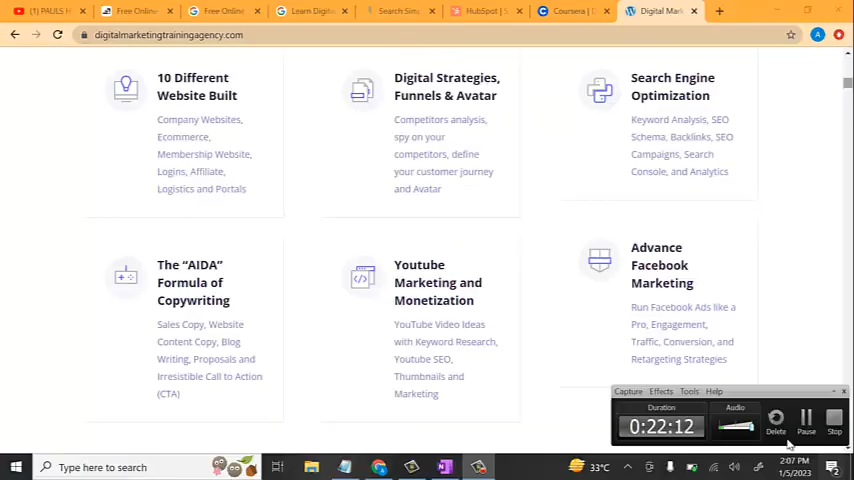 (1) PAULS H
Free Online
Free Online
Learn Digita
Search Simp
HubSpot | S
Coursera | D
Digital Mark
digitalmarketingtrainingagency.com
A
10 Different
Website Built
Company Websites,
Ecommerce,
Membership Website,
Logins, Affiliate,
Logistics and Portals
Digital Strategies,
Funnels & Avatar
Competitors analysis,
spy on your
competitors, define
your customer journey
and Avatar
Search Engine
Optimization
Keyword Analysis, SEO
Schema, Backlinks, SEO
Campaigns, Search
Console, and Analytics
The “AIDA”
Formula of
Copywriting
Sales Copy, Website
Content Copy, Blog
Writing, Proposals and
Irresistible Call to Action
(CTA)
Youtube
Marketing and
Monetization
YouTube Video Ideas
with Keyword Research,
Youtube SEO,
Thumbnails and
Marketing
Advance
Facebook
Marketing
Run Facebook Ads like a
Pro, Engagement,
Traffic, Conversion, and
Retargeting Strategies
Capture Effects Tools Help
Duration
0:22:12
Audio
Delete
Pause
Stop
Type here to search
33°C
2:07 PM
1/5/2023
2